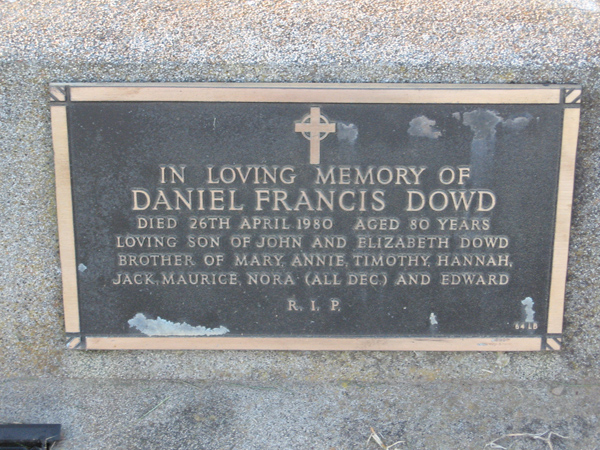 IN LOVING MEMORY OF
DANIEL FRANCIS DOWD
DIED 26TH APRIL 1980 AGED 80 YEARS
LOVING SON OF JOHN AND ELIZABETH DOWD
BROTHER OF MARY, ANNIE, TIMOTHY, HANNAH,
JACK, MAURICE, NORA (ALL DEC.) AND EDWARD
R. I. P.